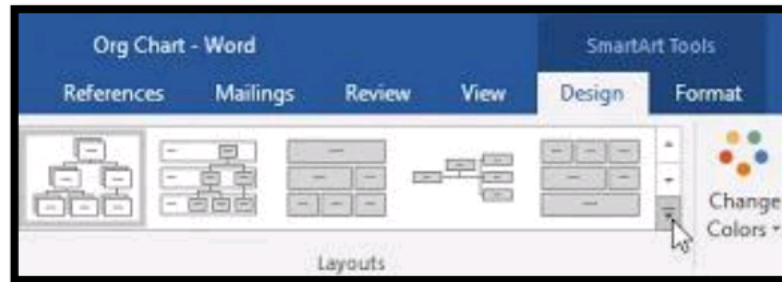 Org Chart - Word
SmartArt Tools
References Mailings Review View Design Format
Change
Colors
Layouts